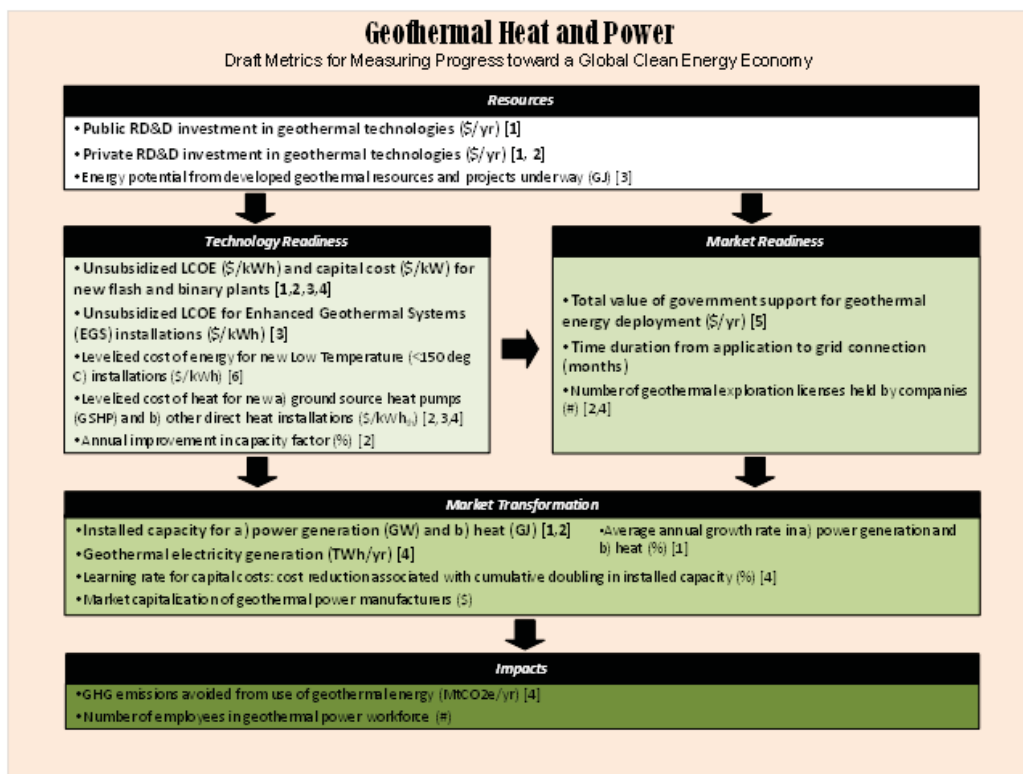 Geothermal Heat and Power
Draft Metrics for Measuring Progress toward a Global Clean Energy Economy
Resources
•Public RD&D investment in geothermal technologies ($/yr) [1]
•Private RD&D investment in geothermal technologies ($/yr) [1, 2]
•Energy potential from developed geothermal resources and projects underway (GJ) [3]
Technology Readiness
•Unsubsidized LCOE ($/kWh) and capital cost ($/kW) for
new flash and binary plants [1,2,3,4]
•Unsubsidized LCOE for Enhanced Geothermal Systems
(EGS) installations ($/kWh) [3]
•Levelized cost of energy for new Low Temperature (<150 deg
C) installations ($/kWh) [6]
•Levelized cost of heat for new a) ground source heat pumps
(GSHP) and b) other direct heat installations ($/kWhth) [2,3,4]
•Annual improvement in capacity factor (%) [2]
Market Readiness
•Total value of government support for geothermal
energy deployment ($/yr) [5]
•Time duration from application to grid connection
(months)
•Number of geothermal exploration licenses held by companies
(#) [2,4]
Market Transformation
•Installed capacity for a) power generation (GW) and b) heat (GJ) [1,2]
•Geothermal electricity generation (TWh/yr) [4]
•Average annual growth rate in a) power generation and
b) heat (%) [1]
•Learning rate for capital costs: cost reduction associated with cumulative doubling in installed capacity (%) [4]
•Market capitalization of geothermal power manufacturers ($)
Impacts
•GHG emissions avoided from use of geothermal energy (MtCO2e/yr) [4]
•Number of employees in geothermal power workforce (#)